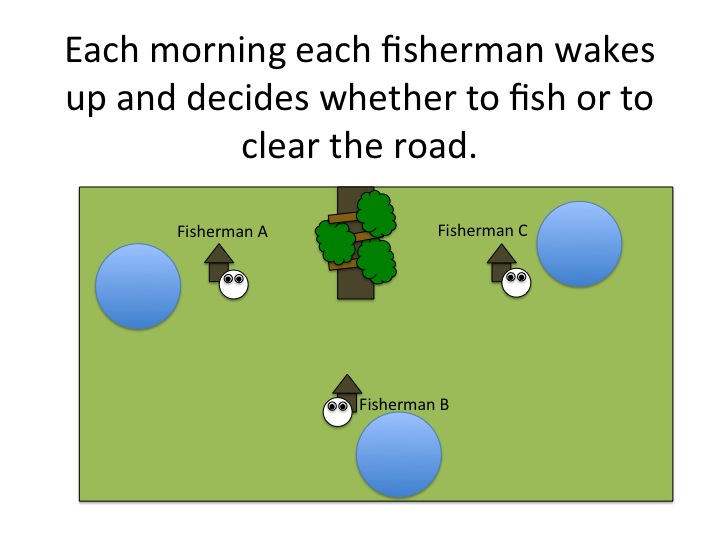 Each morning each fisherman wakes
up and decides whether to fish or to
clear the road.
Fisherman A
Fisherman C
Fisherman B